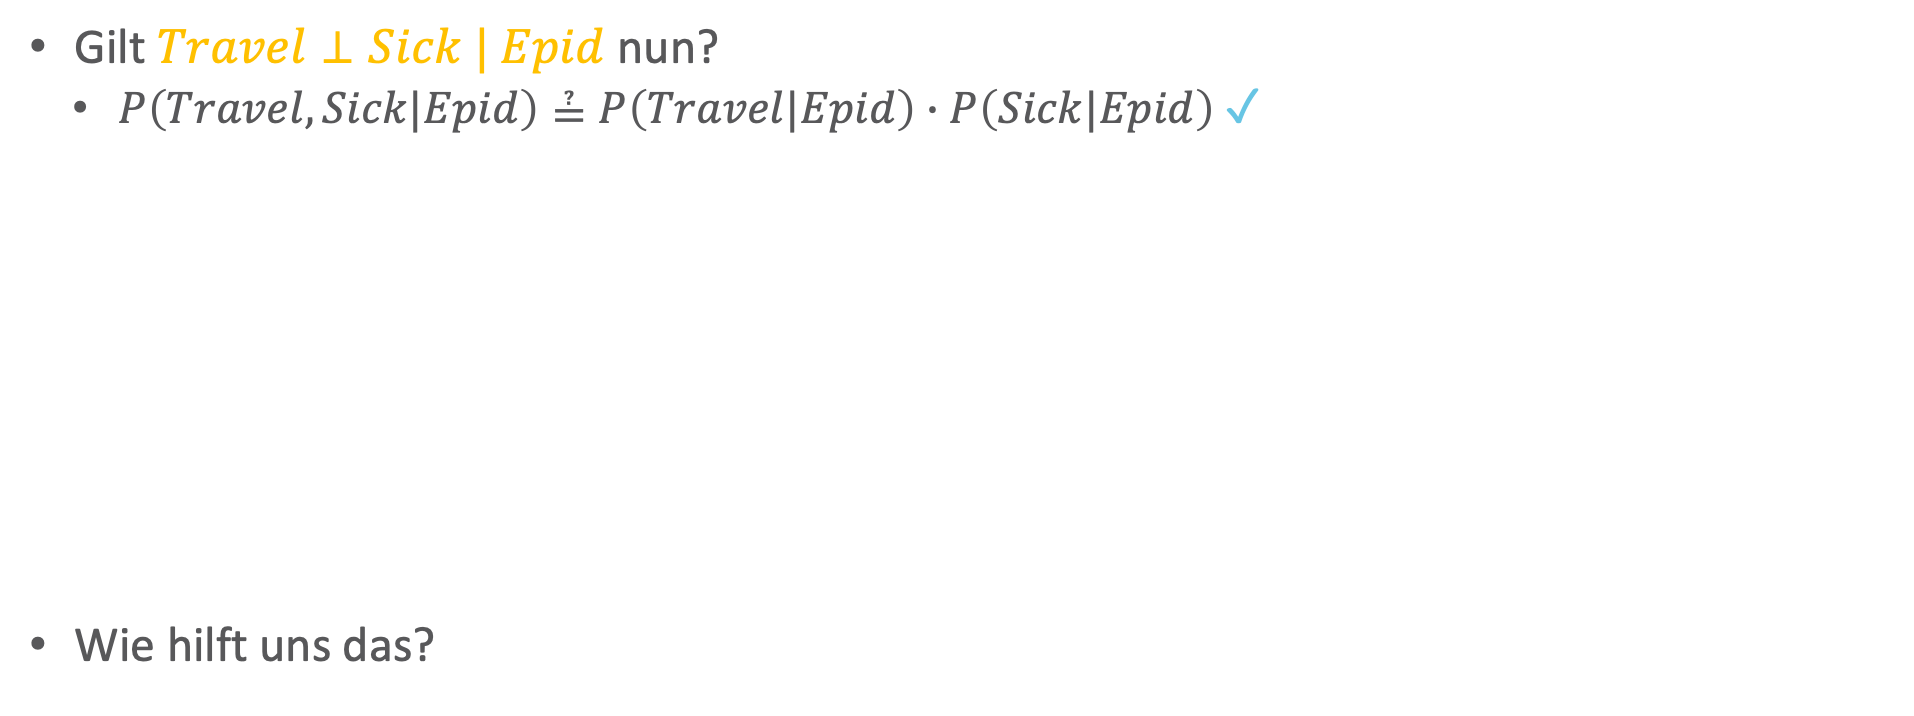 • Gilt 𝑇𝑟𝑎𝑣𝑒𝑙 ⊥ 𝑆𝑖𝑐𝑘 | 𝐸𝑝𝑖𝑑 nun?
• 𝑃(𝑇𝑟𝑎𝑣𝑒𝑙, 𝑆𝑖𝑐𝑘|𝐸𝑝𝑖𝑑) ≟ 𝑃(𝑇𝑟𝑎𝑣𝑒𝑙|𝐸𝑝𝑖𝑑) · 𝑃(𝑆𝑖𝑐𝑘|𝐸𝑝𝑖𝑑) ✓
• Wie hilft uns das?